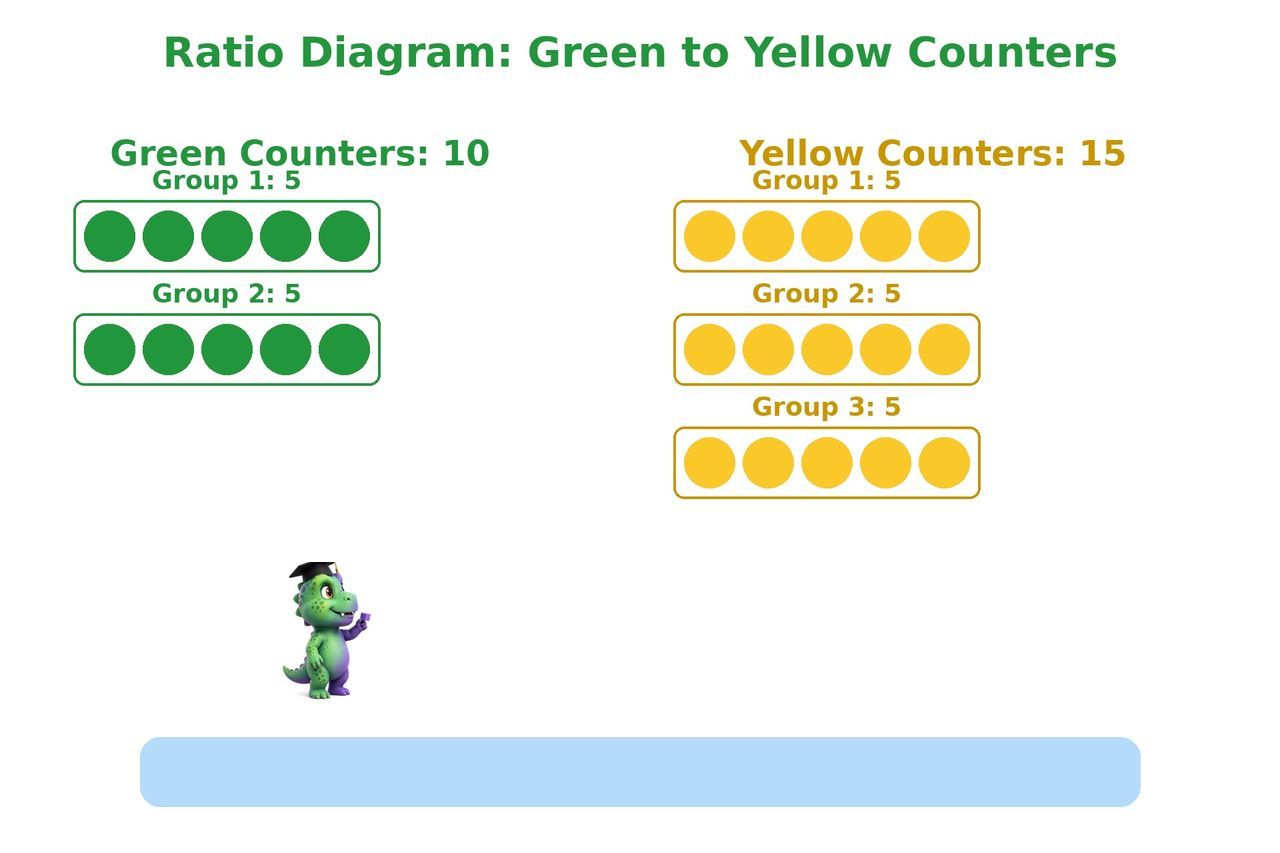 Ratio Diagram: Green to Yellow Counters
Green Counters: 10
Group 1: 5
Group 2: 5
Yellow Counters: 15
Group 1: 5
Group 2: 5
Group 3: 5